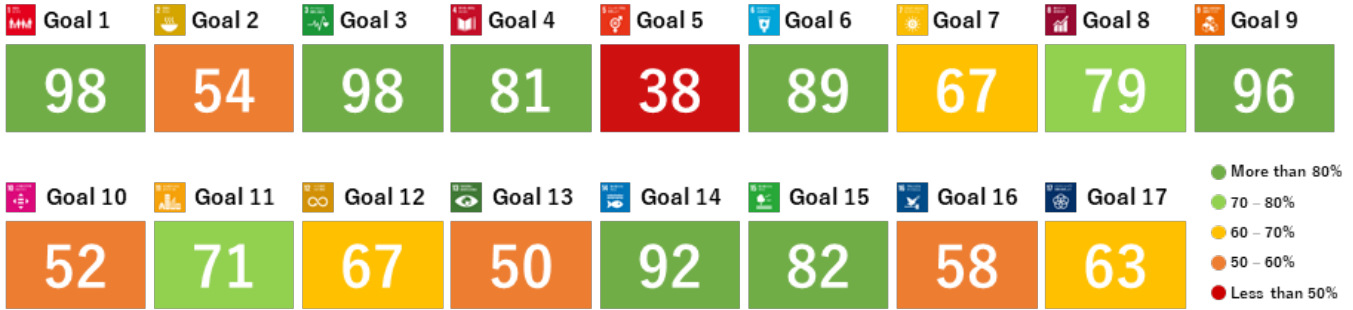 Goal 1 Goal 2 Goal 3 Goal 4 Goal 5 Goal 6 Goal 7 Goal 8 Goal 9
98 54 98 81 38 89 67 79 96
Goal 10 Goal 11 Goal 12 Goal 13 Goal 14 Goal 15 Goal 16 Goal 17
52 71 67 50 92 82 58 63
More than 80%
70 – 80%
60 – 70%
50 – 60%
Less than 50%